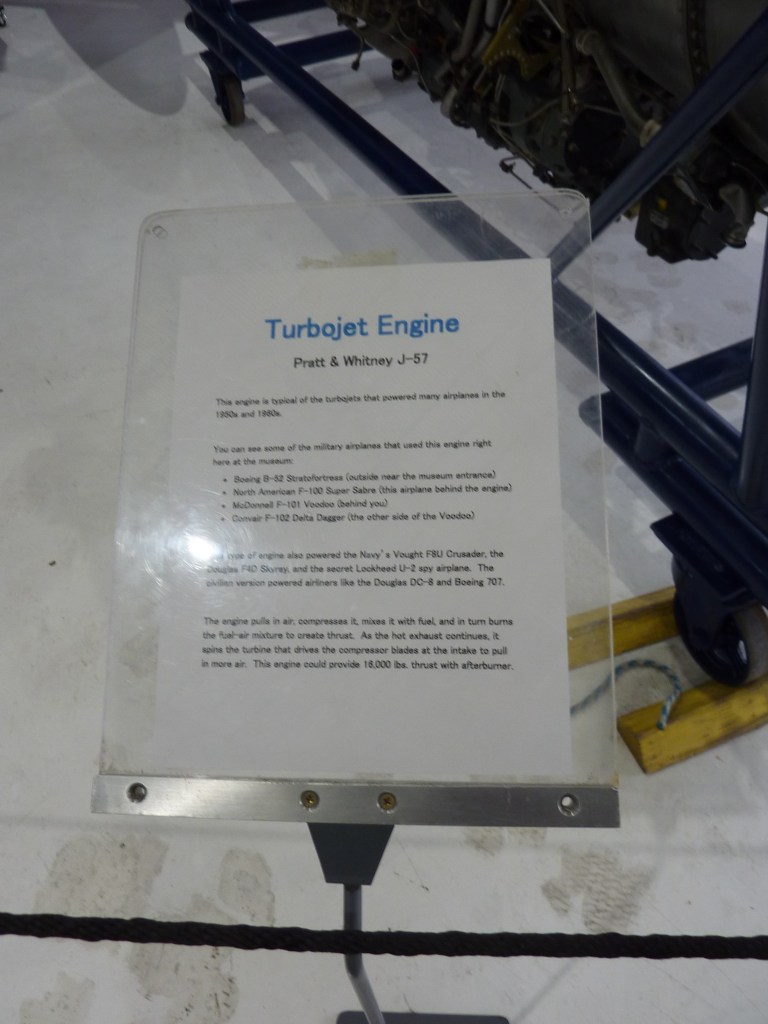 Turbojet Engine
Pratt & Whitney J-57
This engine is typical of the turbojets that powered many airplanes in the
1950s and 1960s.
You can see some of the military airplanes that used this engine right
here at the museum:
• Boeing B-52 Stratofortress (outside near the museum entrance)
• North American F-100 Super Sabre (this airplane behind the engine)
• McDonnell F-101 Voodoo (behind you)
• Convair F-102 Delta Dagger (the other side of the Voodoo)
type of engine also powered the Navy's Vought F8U Crusader, the
Douglas F4D Skyray, and the secret Lockheed U-2 spy airplane. The
civilian version powered airliners like the Douglas DC-8 and Boeing 707.
The engine pulls in air, compresses it, mixes it with fuel, and in turn burns
the fuel-air mixture to create thrust. As the hot exhaust continues, it
spins the turbine that drives the compressor blades at the intake to pull
in more air. This engine could provide 16,000 lbs. thrust with afterburner.